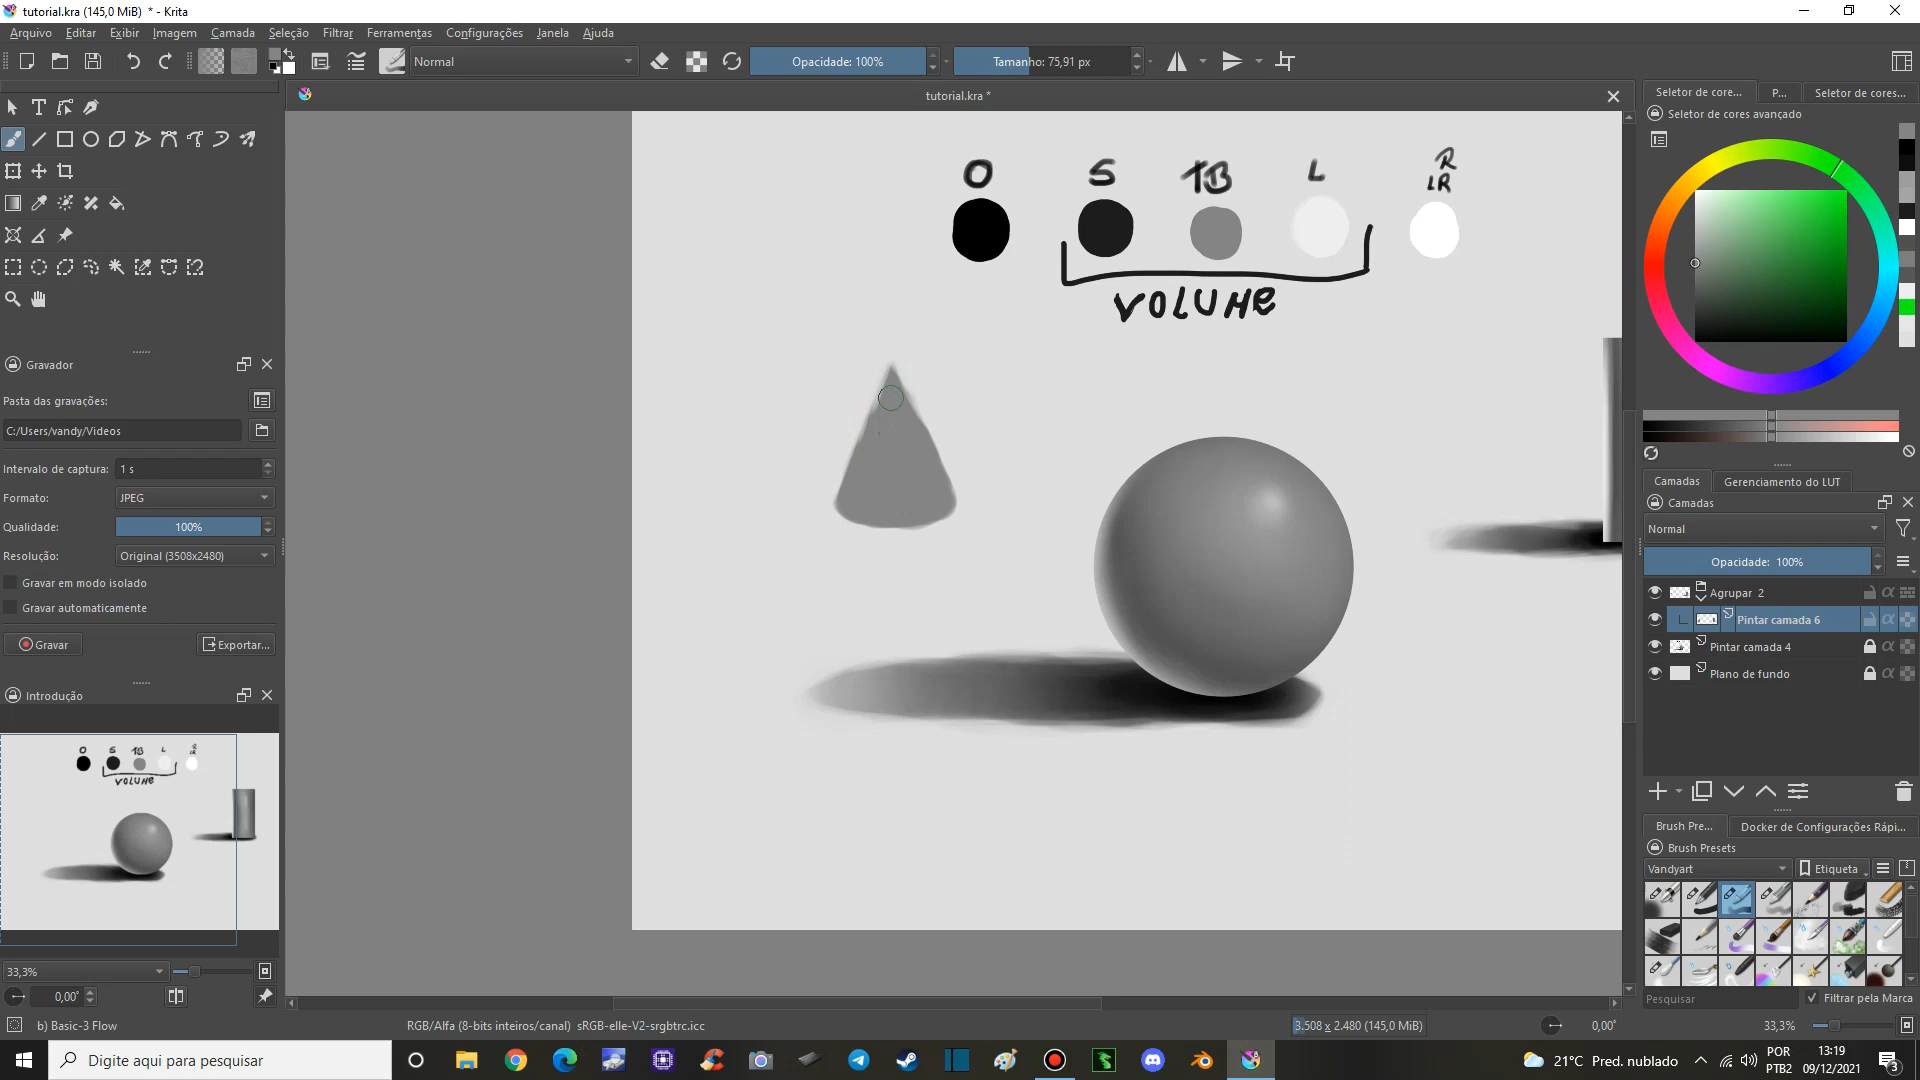 tutorial.kra (145,0 MiB) * - Krita
Arquivo Editar Exibir Imagem Camada Seleção Filtrar Ferramentas Configurações Janela Ajuda
Normal Opacidade: 100% Tamanho: 75,91 px
tutorial.kra *
Gravador
Pasta das gravações:
C:/Users/vandy/Videos
Intervalo de captura: 1 s
Formato: JPEG
Qualidade: 100%
Resolução: Original (3508x2480)
Gravar em modo isolado
Gravar automaticamente
Gravar Exportar...
Introdução
33,3%
0,00°
O S TB L R
LR
VOLUME
Seletor de core... P... Seletor de cores...
Seletor de cores avançado
Camadas Gerenciamento do LUT
Camadas
Normal
Opacidade: 100%
Agrupar 2
Pintar camada 6
Pintar camada 4
Plano de fundo
Brush Pre... Docker de Configurações Rápi...
Brush Presets
Vandyart Etiqueta
Pesquisar Filtrar pela Marca
b) Basic-3 Flow RGB/Alfa (8-bits inteiros/canal) sRGB-elle-V2-srgbtrc.icc 3.508 x 2.480 (145,0 MiB) 0,00° 33,3%
Digite aqui para pesquisar
21°C Pred. nublado
POR
PTB2
13:19
09/12/2021
3